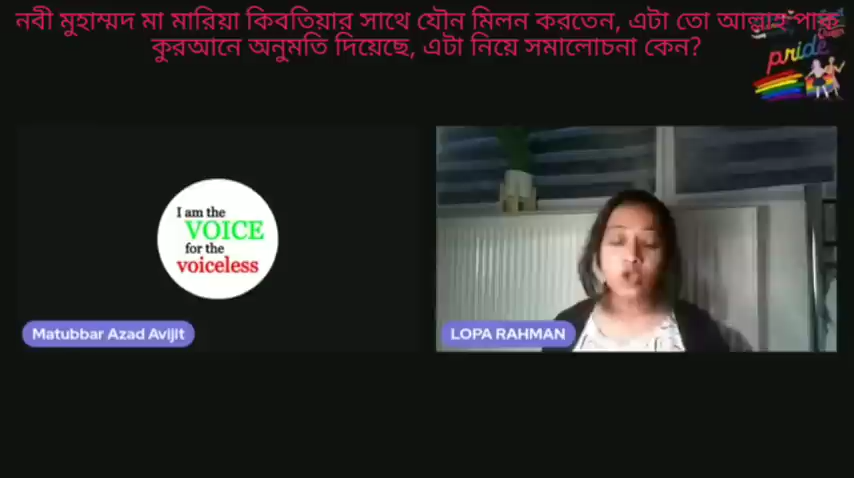 নবী মুহাম্মদ মা মারিয়া কিবতিয়ার সাথে যৌন মিলন করতেন, এটা তো আল্লাহ পাক
কুরআনে অনুমতি দিয়েছে, এটা নিয়ে সমালোচনা কেন?
pride
I am the
VOICE
for the
voiceless
Matubbar Azad Avijit
LOPA RAHMAN